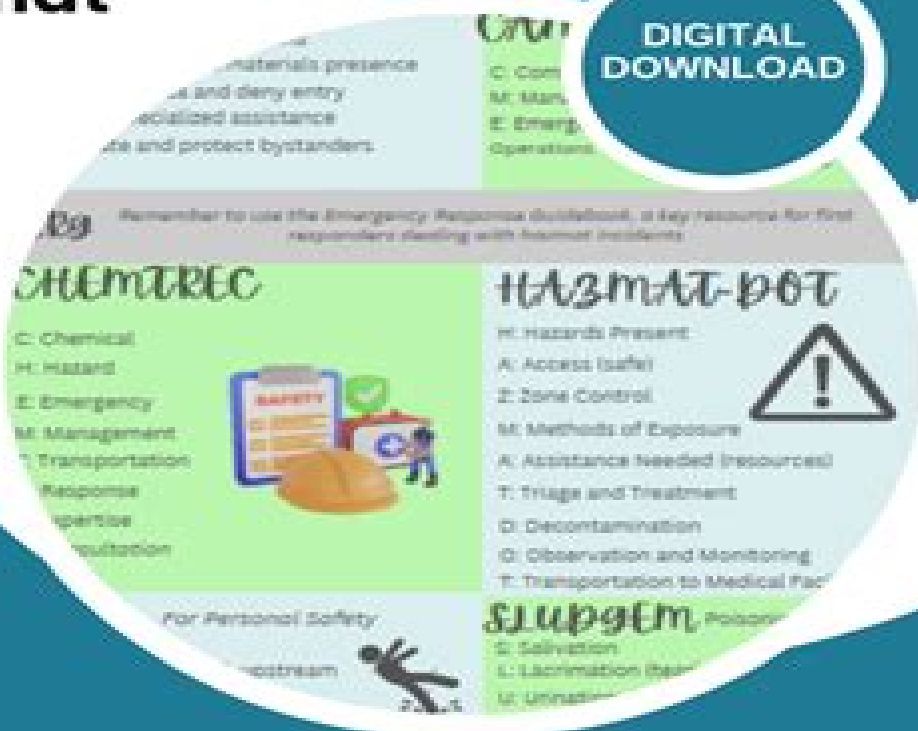 DIGITAL
DOWNLOAD
materials presence
and deny entry
assistance
and protect bystanders
C: Com
M: Man
E: Emerg
Operations
Remember to use the Emergency Response Guidebook, a key resource for first
responders dealing with hazmat incidents
CHEMTREC
C: Chemical
H: Hazard
E: Emergency
M: Management
Transportation
Response
SAFETY
HAZMAT-DOT
H: Hazards Present
A: Access (safe)
Z: Zone Control
M: Methods of Exposure
A: Assistance Needed (resources)
T: Triage and Treatment
D: Decontamination
O: Observation and Monitoring
T: Transportation to Medical Fac
For Personal Safety
upstream
SLUDGEM
S: Salivation
L: Lacrimation
U: Urination